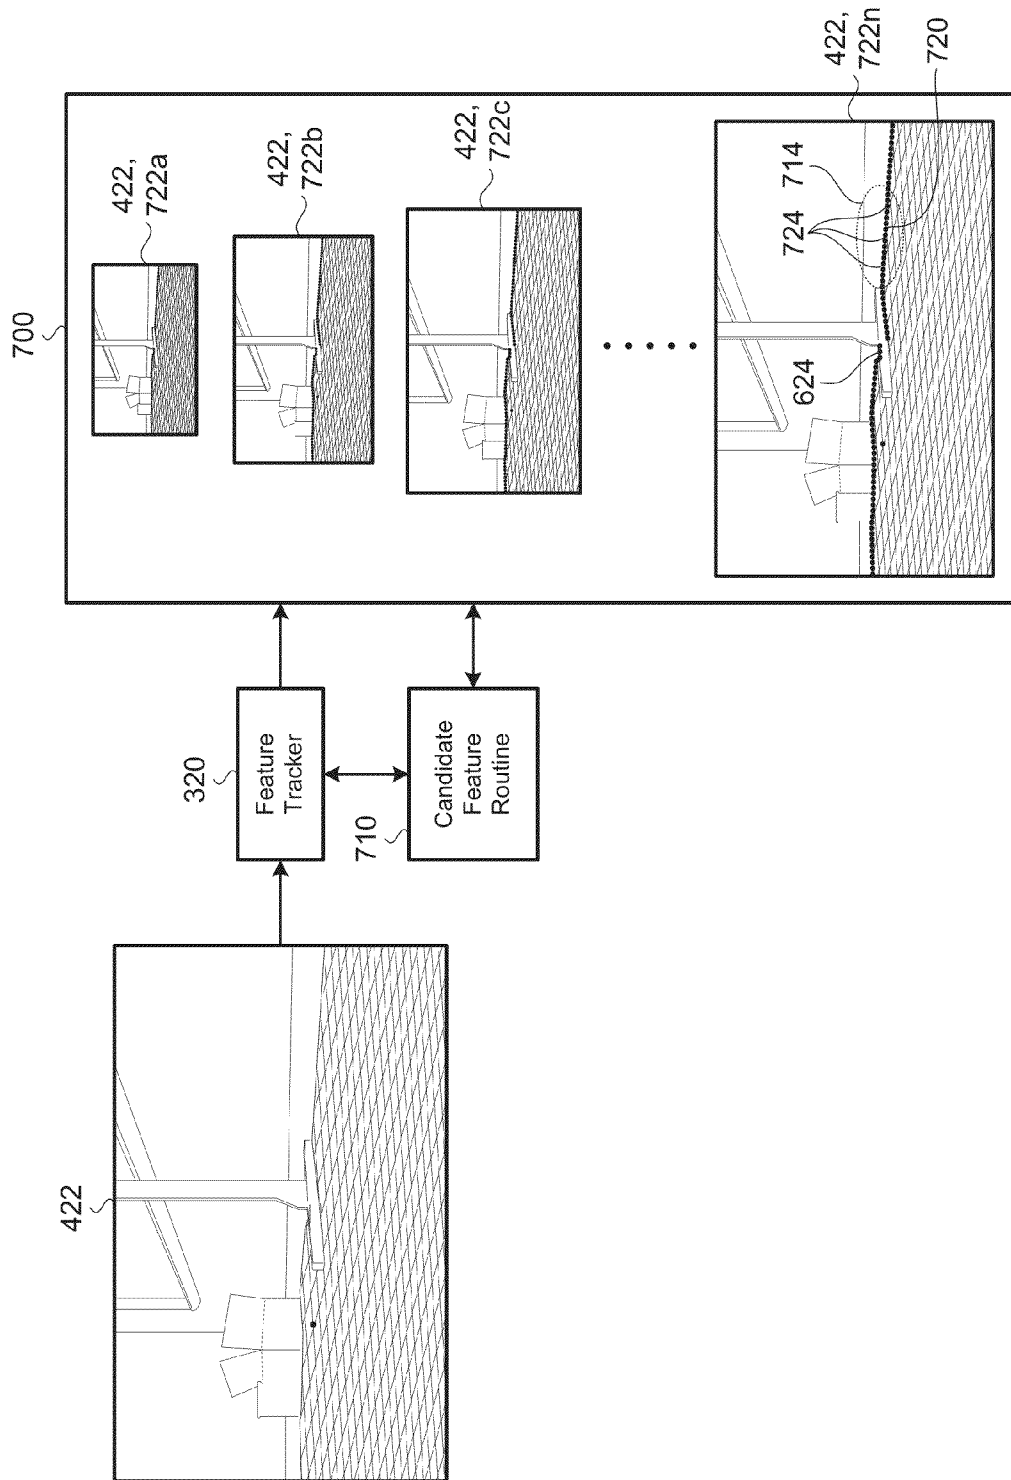 422
320
Feature
Tracker
710
Candidate
Feature
Routine
700
422,
722a
422,
722b
422,
722c
422,
722n
624
724
714
720